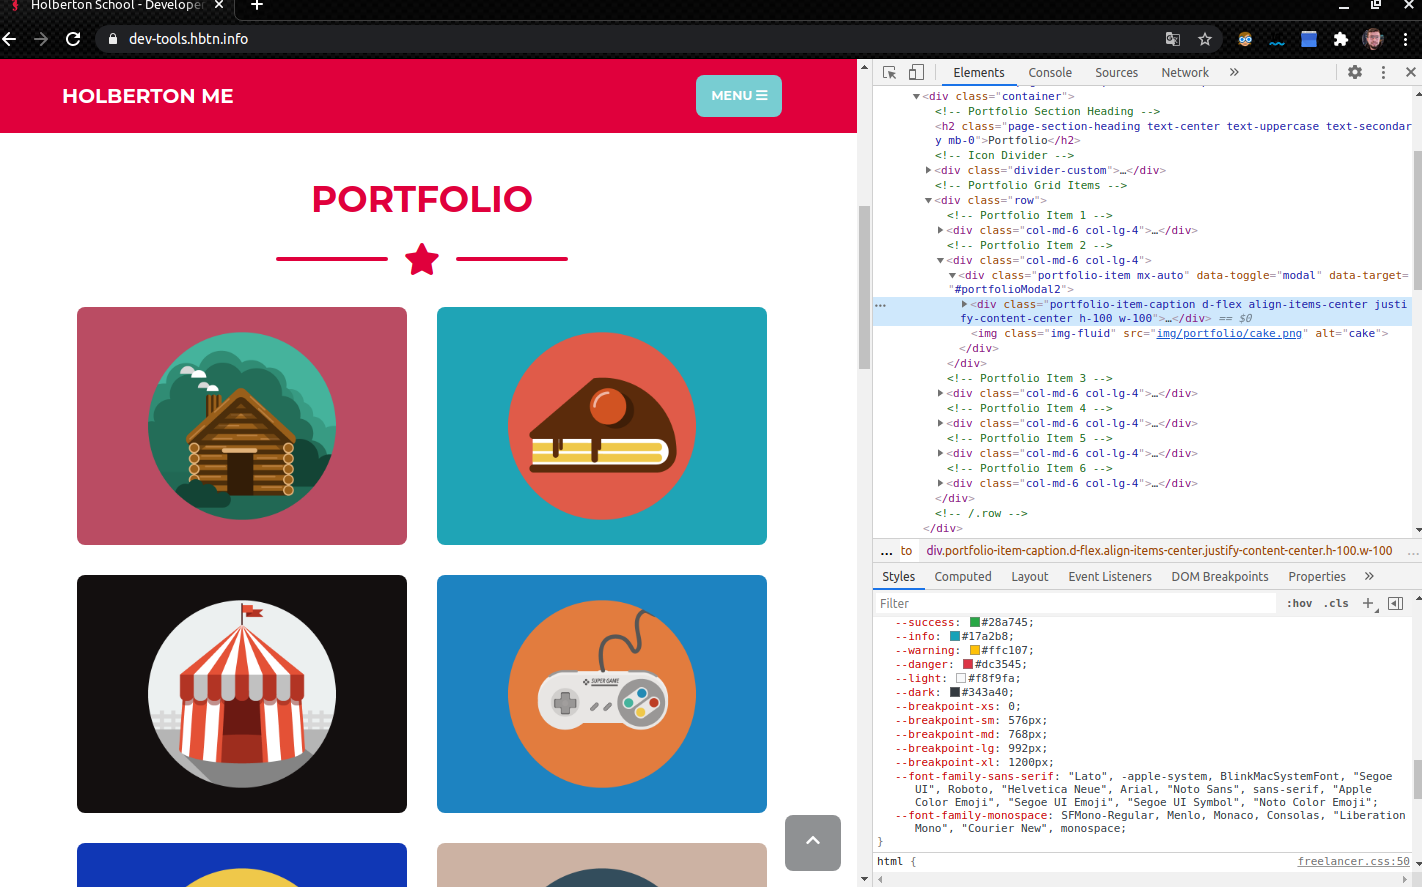 Holberton School - Developer
dev-tools.hbtn.info
HOLBERTON ME
MENU
PORTFOLIO
SUPER GAME
Elements Console Sources Network »
<div class="container">
<!-- Portfolio Section Heading -->
<h2 class="page-section-heading text-center text-uppercase text-secondar
y mb-0">Portfolio</h2>
<!-- Icon Divider -->
<div class="divider-custom">…</div>
<!-- Portfolio Grid Items -->
<div class="row">
<!-- Portfolio Item 1 -->
<div class="col-md-6 col-lg-4">…</div>
<!-- Portfolio Item 2 -->
<div class="col-md-6 col-lg-4">
<div class="portfolio-item mx-auto" data-toggle="modal" data-target=
"#portfolioModal2">
<div class="portfolio-item-caption d-flex align-items-center justi
fy-content-center h-100 w-100">…</div> == $0
<img class="img-fluid" src="img/portfolio/cake.png" alt="cake">
</div>
</div>
<!-- Portfolio Item 3 -->
<div class="col-md-6 col-lg-4">…</div>
<!-- Portfolio Item 4 -->
<div class="col-md-6 col-lg-4">…</div>
<!-- Portfolio Item 5 -->
<div class="col-md-6 col-lg-4">…</div>
<!-- Portfolio Item 6 -->
<div class="col-md-6 col-lg-4">…</div>
</div>
<!-- /.row -->
</div>
... to div.portfolio-item-caption.d-flex.align-items-center.justify-content-center.h-100.w-100 ...
Styles Computed Layout Event Listeners DOM Breakpoints Properties »
Filter :hov .cls +
--success: #28a745;
--info: #17a2b8;
--warning: #ffc107;
--danger: #dc3545;
--light: #f8f9fa;
--dark: #343a40;
--breakpoint-xs: 0;
--breakpoint-sm: 576px;
--breakpoint-md: 768px;
--breakpoint-lg: 992px;
--breakpoint-xl: 1200px;
--font-family-sans-serif: "Lato", -apple-system, BlinkMacSystemFont, "Segoe
UI", Roboto, "Helvetica Neue", Arial, "Noto Sans", sans-serif, "Apple
Color Emoji", "Segoe UI Emoji", "Segoe UI Symbol", "Noto Color Emoji";
--font-family-monospace: SFMono-Regular, Menlo, Monaco, Consolas, "Liberation
Mono", "Courier New", monospace;
}
html { freelancer.css:50